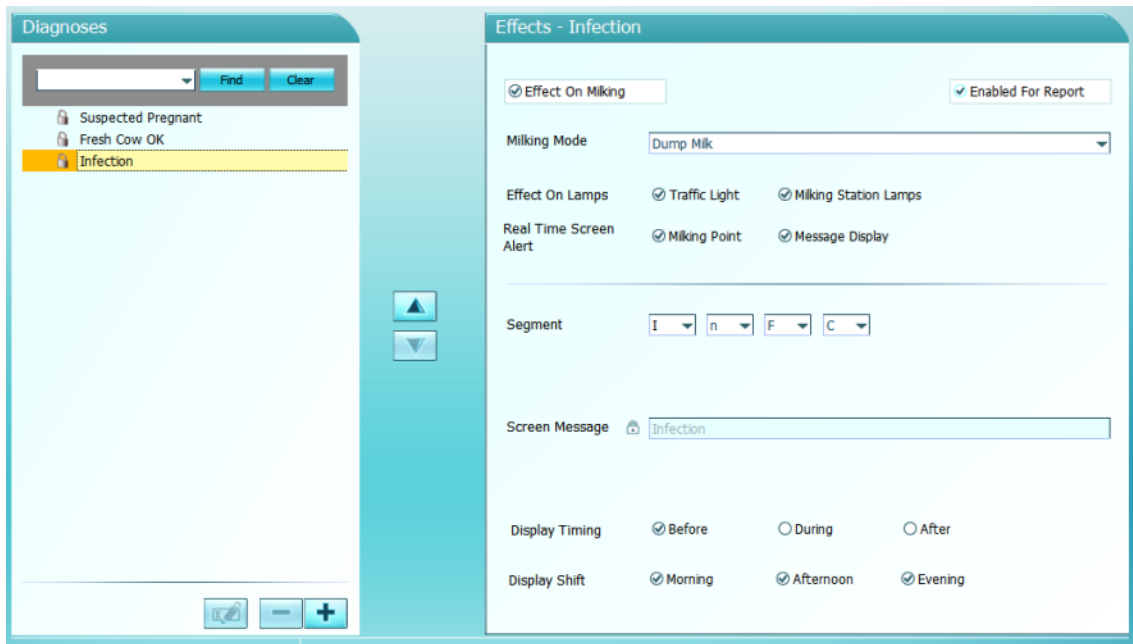 Diagnoses
Find Clear
Suspected Pregnant
Fresh Cow OK
Infection
Effects - Infection
Effect On Milking Enabled For Report
Milking Mode Dump Milk
Effect On Lamps Traffic Light Milking Station Lamps
Real Time Screen
Alert Milking Point Message Display
Segment I n F C
Screen Message Infection
Display Timing Before During After
Display Shift Morning Afternoon Evening